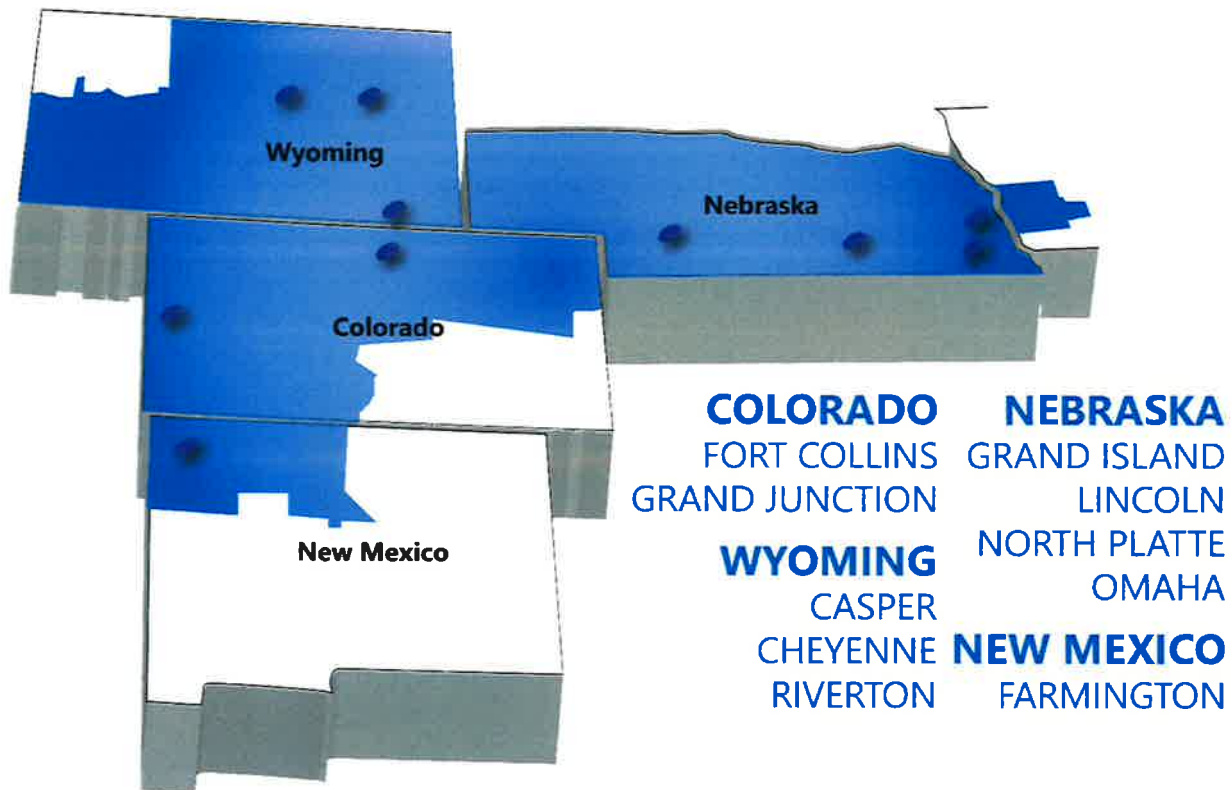 Wyoming
Nebraska
Colorado
New Mexico
COLORADO
FORT COLLINS
GRAND JUNCTION
WYOMING
CASPER
CHEYENNE
RIVERTON
NEBRASKA
GRAND ISLAND
LINCOLN
NORTH PLATTE
OMAHA
NEW MEXICO
FARMINGTON